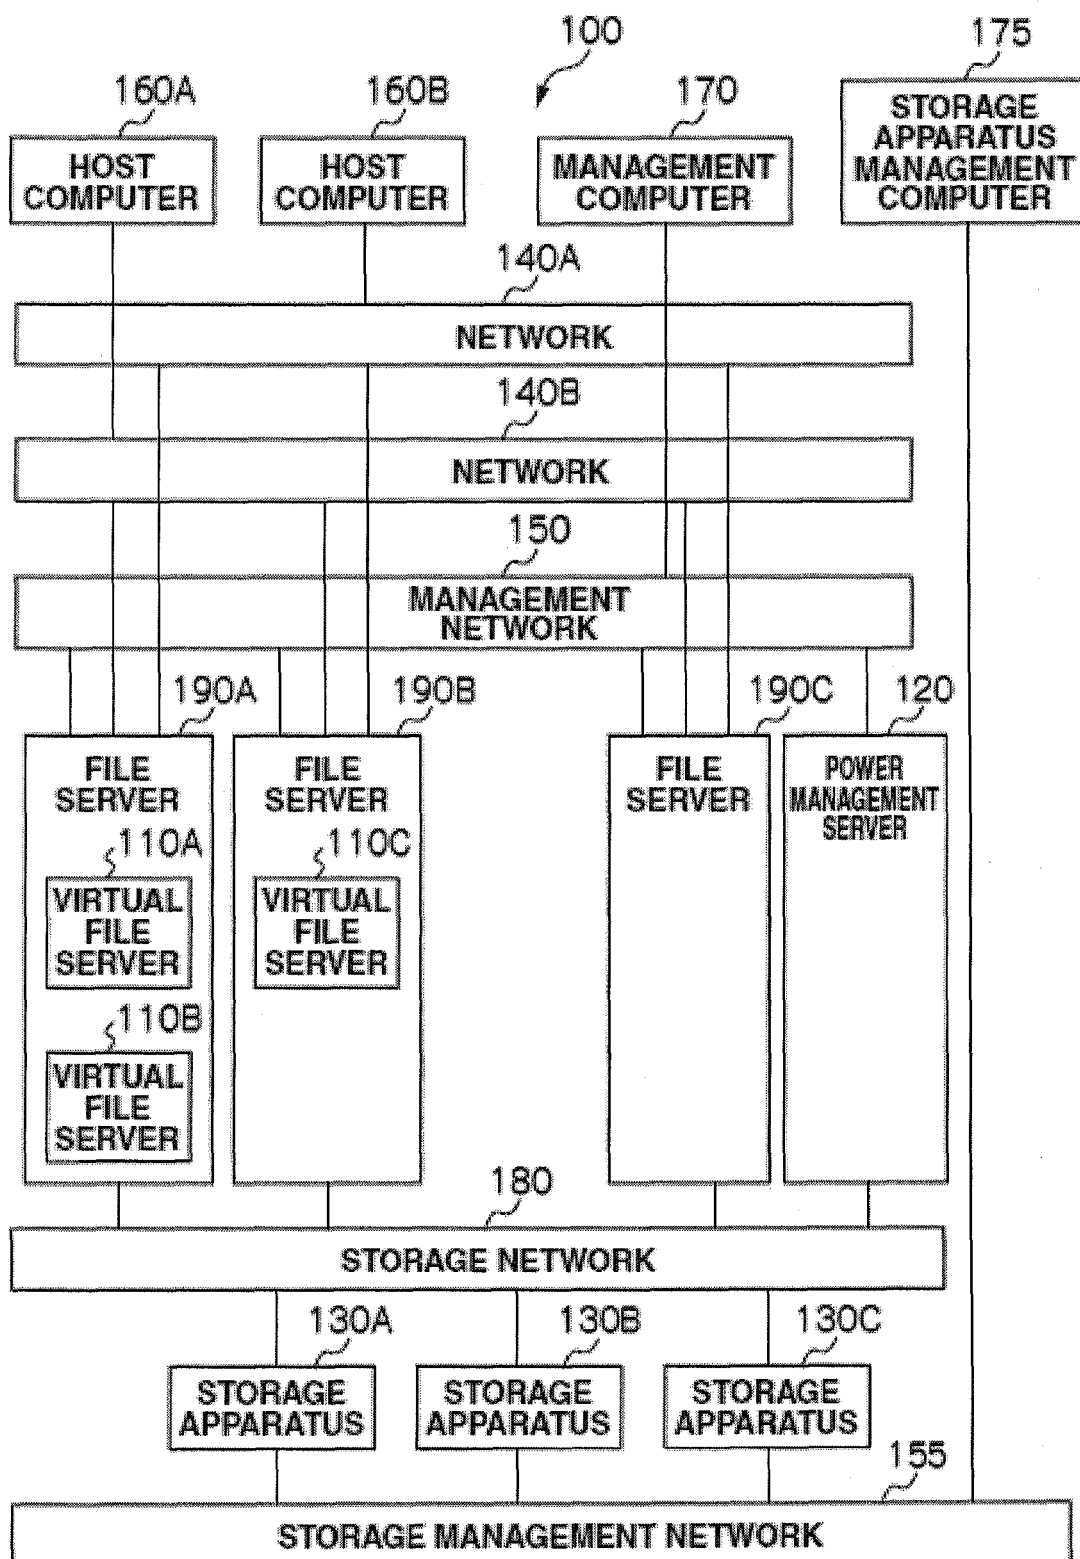 100
175
160A
160B
170
STORAGE
APPARATUS
MANAGEMENT
COMPUTER
HOST
COMPUTER
HOST
COMPUTER
MANAGEMENT
COMPUTER
140A
NETWORK
140B
NETWORK
150
MANAGEMENT
NETWORK
190A
190B
190C
120
FILE
SERVER
FILE
SERVER
FILE
SERVER
POWER
MANAGEMENT
SERVER
110A
110C
VIRTUAL
FILE
SERVER
VIRTUAL
FILE
SERVER
110B
VIRTUAL
FILE
SERVER
180
STORAGE NETWORK
130A
130B
130C
STORAGE
APPARATUS
STORAGE
APPARATUS
STORAGE
APPARATUS
155
STORAGE MANAGEMENT NETWORK